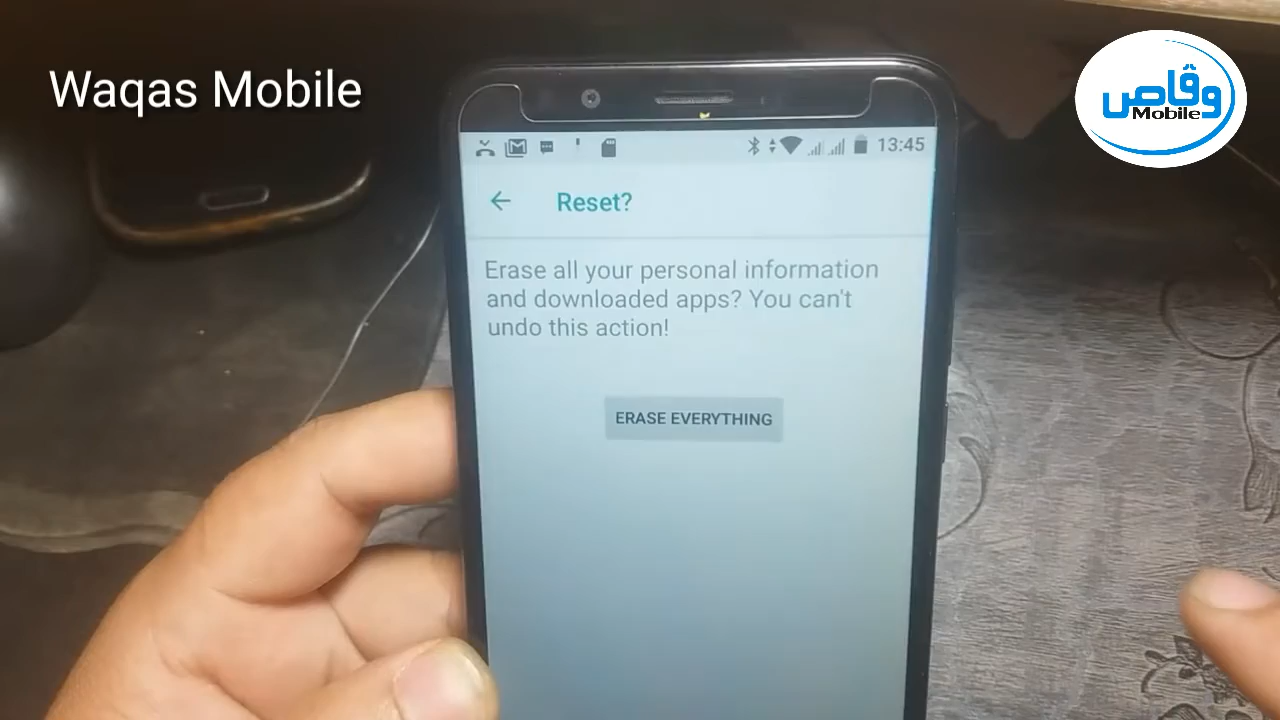 Waqas Mobile
وقاص
Mobile
13:45
Reset?
Erase all your personal information
and downloaded apps? You can't
undo this action!
ERASE EVERYTHING